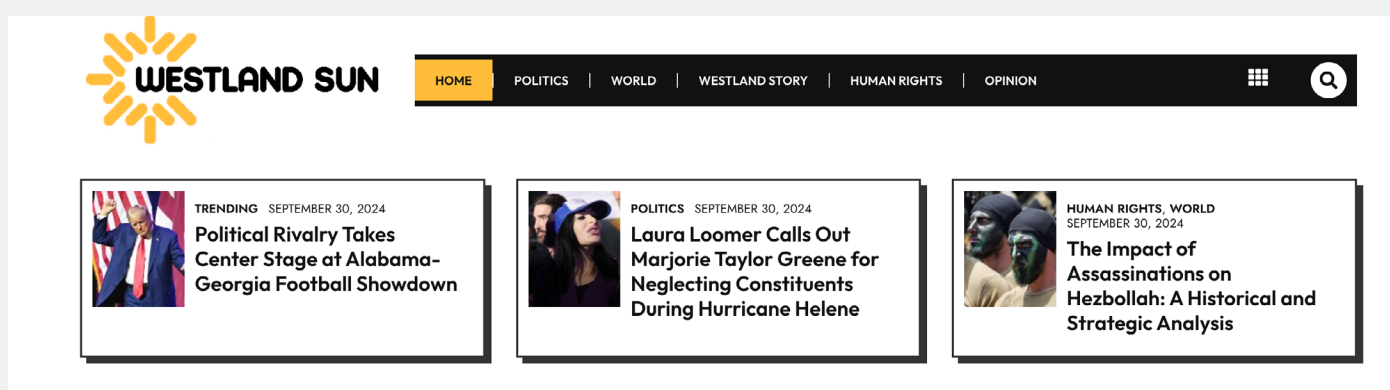 WESTLAND SUN
HOME
POLITICS
WORLD
WESTLAND STORY
HUMAN RIGHTS
OPINION
TRENDING SEPTEMBER 30, 2024
Political Rivalry Takes
Center Stage at Alabama-
Georgia Football Showdown
POLITICS SEPTEMBER 30, 2024
Laura Loomer Calls Out
Marjorie Taylor Greene for
Neglecting Constituents
During Hurricane Helene
HUMAN RIGHTS, WORLD
SEPTEMBER 30, 2024
The Impact of
Assassinations on
Hezbollah: A Historical and
Strategic Analysis